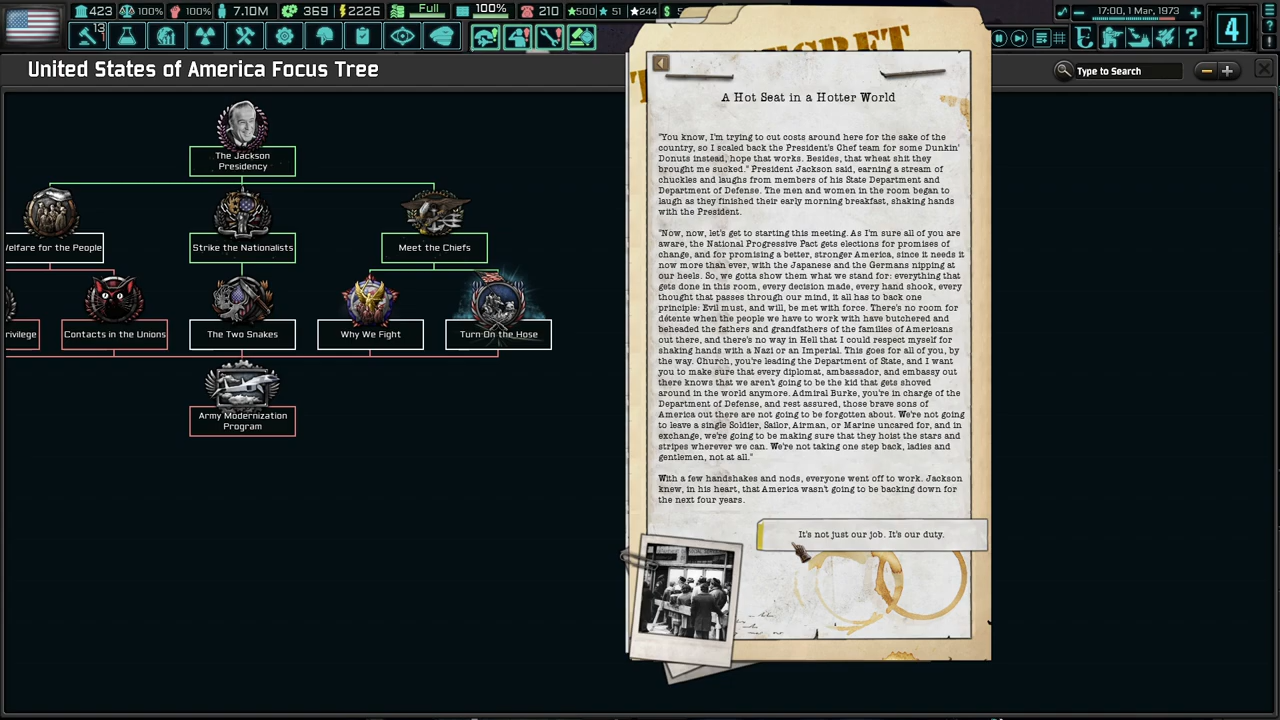 423
100%
100%
7.10M
369
2226
Full
100%
210
★500 ★ 51 ★244 $
17:00, 1 Mar, 1973
4
13
United States of America Focus Tree
Type to Search
The Jackson
Presidency
elfare for the People
Strike the Nationalists
Meet the Chiefs
rivilege
Contacts in the Unions
The Two Snakes
Why We Fight
Turn On the Hose
Army Modernization
Program
A Hot Seat in a Hotter World
"You know, I'm trying to cut costs around here for the sake of the
country, so I scaled back the President's Chef team for some Dunkin'
Donuts instead, hope that works. Besides, that wheat shit they
brought me sucked." President Jackson said, earning a stream of
chuckles and laughs from members of his State Department and
Department of Defense. The men and women in the room began to
laugh as they finished their early morning breakfast, shaking hands
with the President.
"Now, now, let's get to starting this meeting. As I'm sure all of you are
aware, the National Progressive Pact gets elections for promises of
change, and for promising a better, stronger America, since it needs it
now more than ever, with the Japanese and the Germans nipping at
our heels. So, we gotta show them what we stand for: everything that
gets done in this room, every decision made, every hand shook, every
thought that passes through our mind, it all has to back one
principle: Evil must, and will, be met with force. There's no room for
détente when the people we have to work with have butchered and
beheaded the fathers and grandfathers of the families of Americans
out there, and there's no way in Hell that I could respect myself for
shaking hands with a Nazi or an Imperial. This goes for all of you, by
the way. Church, you're leading the Department of State, and I want
you to make sure that every diplomat, ambassador, and embassy out
there knows that we aren't going to be the kid that gets shoved
around in the world anymore. Admiral Burke, you're in charge of the
Department of Defense, and rest assured, those brave sons of
America out there are not going to be forgotten about. We're not going
to leave a single Soldier, Sailor, Airman, or Marine uncared for, and in
exchange, we're going to be making sure that they hoist the stars and
stripes wherever we can. We're not taking one step back, ladies and
gentlemen, not at all."
With a few handshakes and nods, everyone went off to work. Jackson
knew, in his heart, that America wasn't going to be backing down for
the next four years.
It's not just our job. It's our duty.